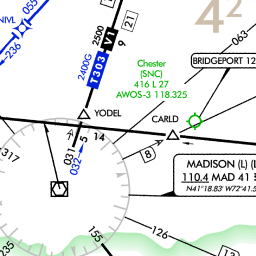 NIVL
055
236
2500
V1
21
9
2400G
T303
4²
063
BRIDGEPORT 12
Chester
(SNC)
416 L 27
AWOS-3 118.325
YODEL
CARLD
14
5
031
032
8
317
MADISON (L) (L
110.4 MAD 41
N41°18.83' W72°41.5
155
126